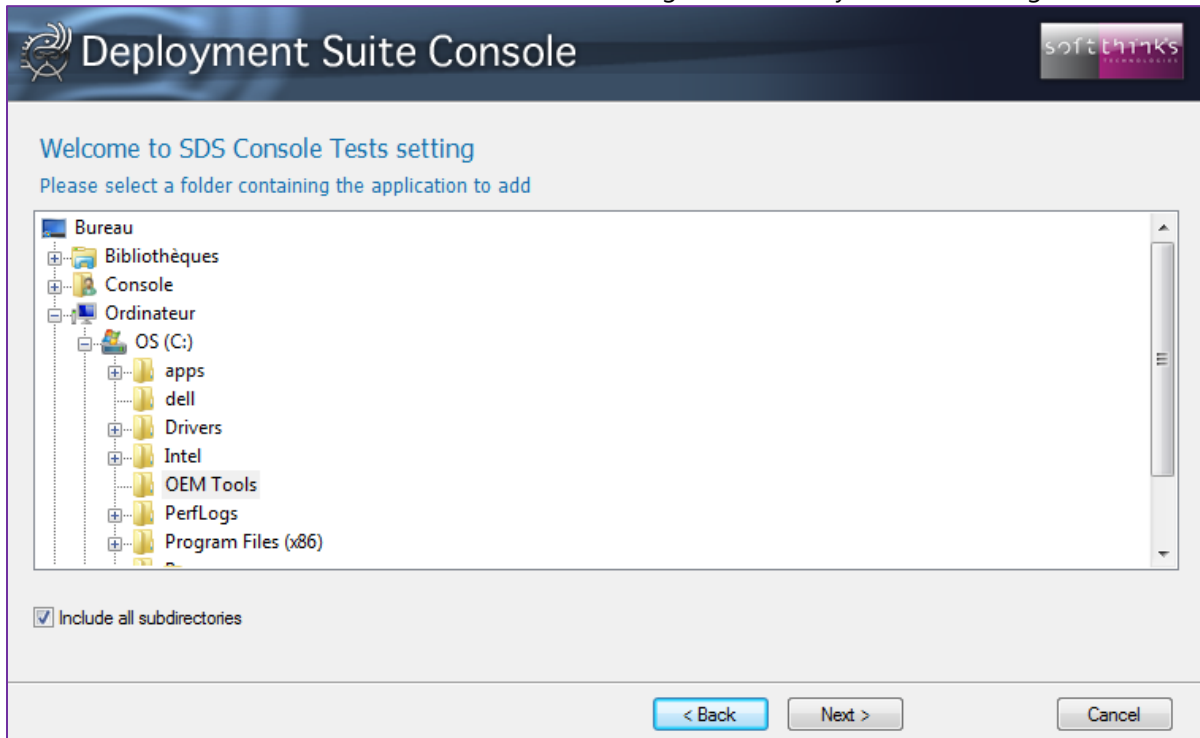 Deployment Suite Console
softthinks
TECHNOLOGIES
Welcome to SDS Console Tests setting
Please select a folder containing the application to add
Bureau
Bibliothèques
Console
Ordinateur
OS (C:)
apps
dell
Drivers
Intel
OEM Tools
PerfLogs
Program Files (x86)
Include all subdirectories
< Back Next > Cancel